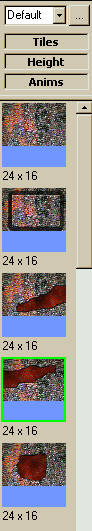 Default
...
Tiles
Height
Anims
24 x 16
24 x 16
24 x 16
24 x 16
24 x 16